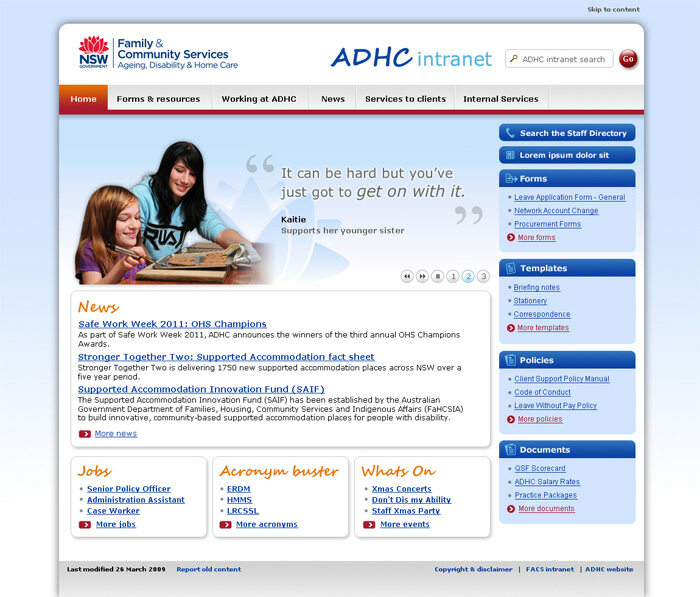 Skip to content
NSW
GOVERNMENT
Family &
Community Services
Ageing, Disability & Home Care
ADHC intranet
ADHC intranet search
Go
Home
Forms & resources
Working at ADHC
News
Services to clients
Internal Services
“ It can be hard but you’ve
just got to get on with it. ”
Kaitie
Supports her younger sister
1
2
3
News
Safe Work Week 2011: OHS Champions
As part of Safe Work Week 2011, ADHC announces the winners of the third annual OHS Champions
Awards.
Stronger Together Two: Supported Accommodation fact sheet
Stronger Together Two is delivering 1750 new supported accommodation places across NSW over a
five year period.
Supported Accommodation Innovation Fund (SAIF)
The Supported Accommodation Innovation Fund (SAIF) has been established by the Australian
Government Department of Families, Housing, Community Services and Indigenous Affairs (FaHCSIA)
to build innovative, community-based supported accommodation places for people with disability.
More news
Jobs
Senior Policy Officer
Administration Assistant
Case Worker
More jobs
Acronym buster
ERDM
HMMS
LRCSSL
More acronyms
Whats On
Xmas Concerts
Don't Dis my Ability
Staff Xmas Party
More events
Search the Staff Directory
Lorem ipsum dolor sit
Forms
Leave Application Form - General
Network Account Change
Procurement Forms
More forms
Templates
Briefing notes
Stationery
Correspondence
More templates
Policies
Client Support Policy Manual
Code of Conduct
Leave Without Pay Policy
More policies
Documents
QSF Scorecard
ADHC Salary Rates
Practice Packages
More documents
Last modified 26 March 2009
Report old content
Copyright & disclaimer | FACS intranet | ADHC website